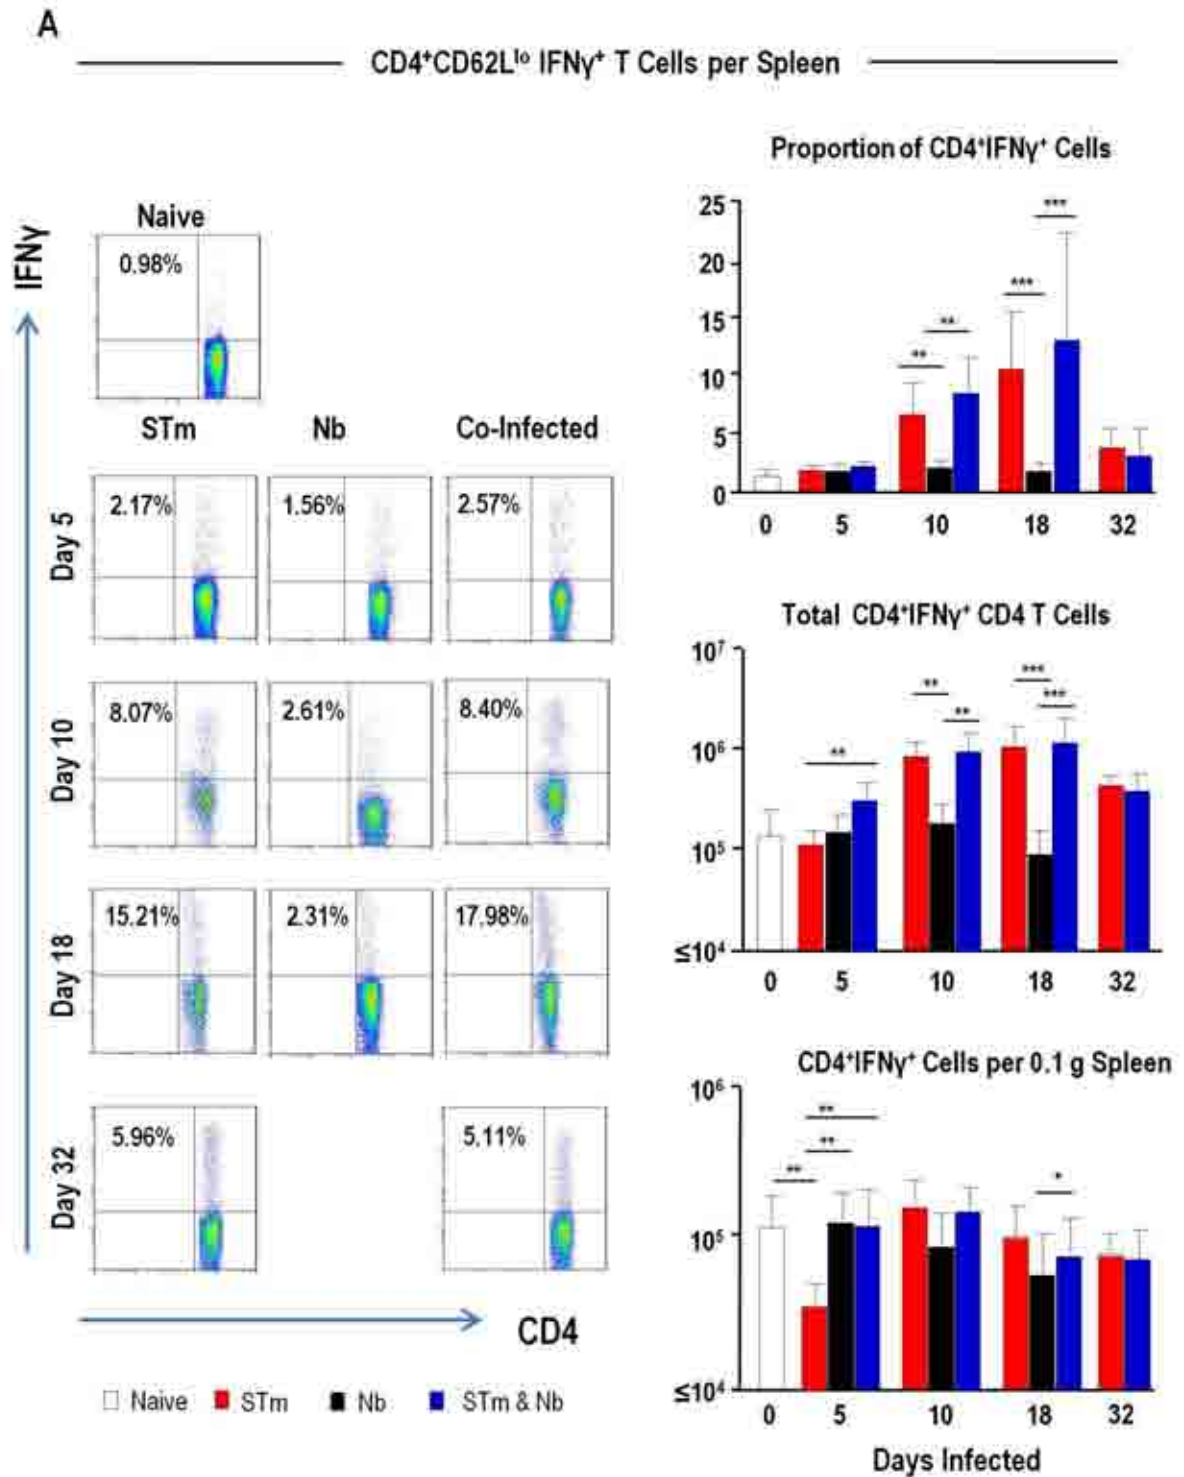 A
CD4⁺CD62Lˡᵒ IFNγ⁺ T Cells per Spleen
IFNγ
Naive
0.98%
STm Nb Co-Infected
Day 5
2.17% 1.56% 2.57%
Day 10
8.07% 2.61% 8.40%
Day 18
15.21% 2.31% 17.98%
Day 32
5.96% 5.11%
CD4
Naive STm Nb STm & Nb
Proportion of CD4⁺IFNγ⁺ Cells
25
20
15
10
5
0
** ** *** ***
0 5 10 18 32
Total CD4⁺IFNγ⁺ CD4 T Cells
10⁷
10⁶
10⁵
≤10⁴
** ** ** *** ***
0 5 10 18 32
CD4⁺IFNγ⁺ Cells per 0.1 g Spleen
10⁶
10⁵
≤10⁴
** ** ** *
0 5 10 18 32
Days Infected